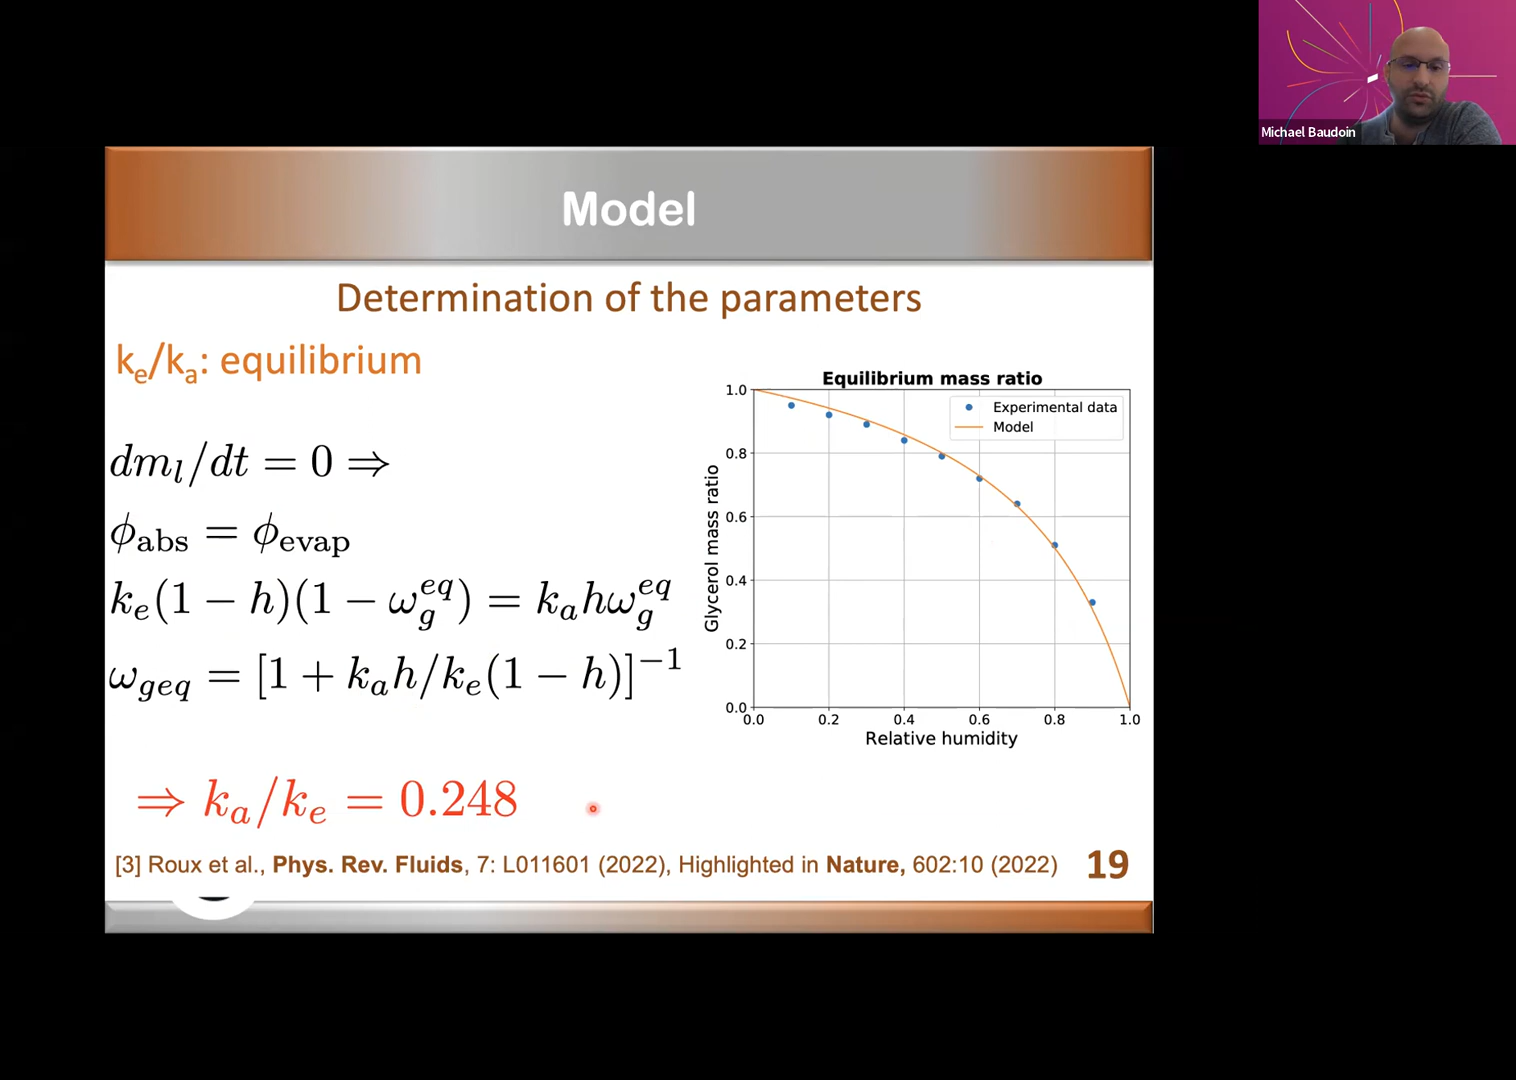 Michael Baudoin
Model
Determination of the parameters
kₑ/kₐ: equilibrium
dm_l/dt = 0 ⇒
ϕ_abs = ϕ_evap
k_e(1 − h)(1 − ω_g^{eq}) = k_a h ω_g^{eq}
ω_{geq} = [1 + k_a h/k_e(1 − h)]^{−1}
⇒ k_a/k_e = 0.248
Equilibrium mass ratio
Experimental data
Model
Glycerol mass ratio
1.0
0.8
0.6
0.4
0.2
0.0
0.0 0.2 0.4 0.6 0.8 1.0
Relative humidity
[3] Roux et al., Phys. Rev. Fluids, 7: L011601 (2022), Highlighted in Nature, 602:10 (2022) 19